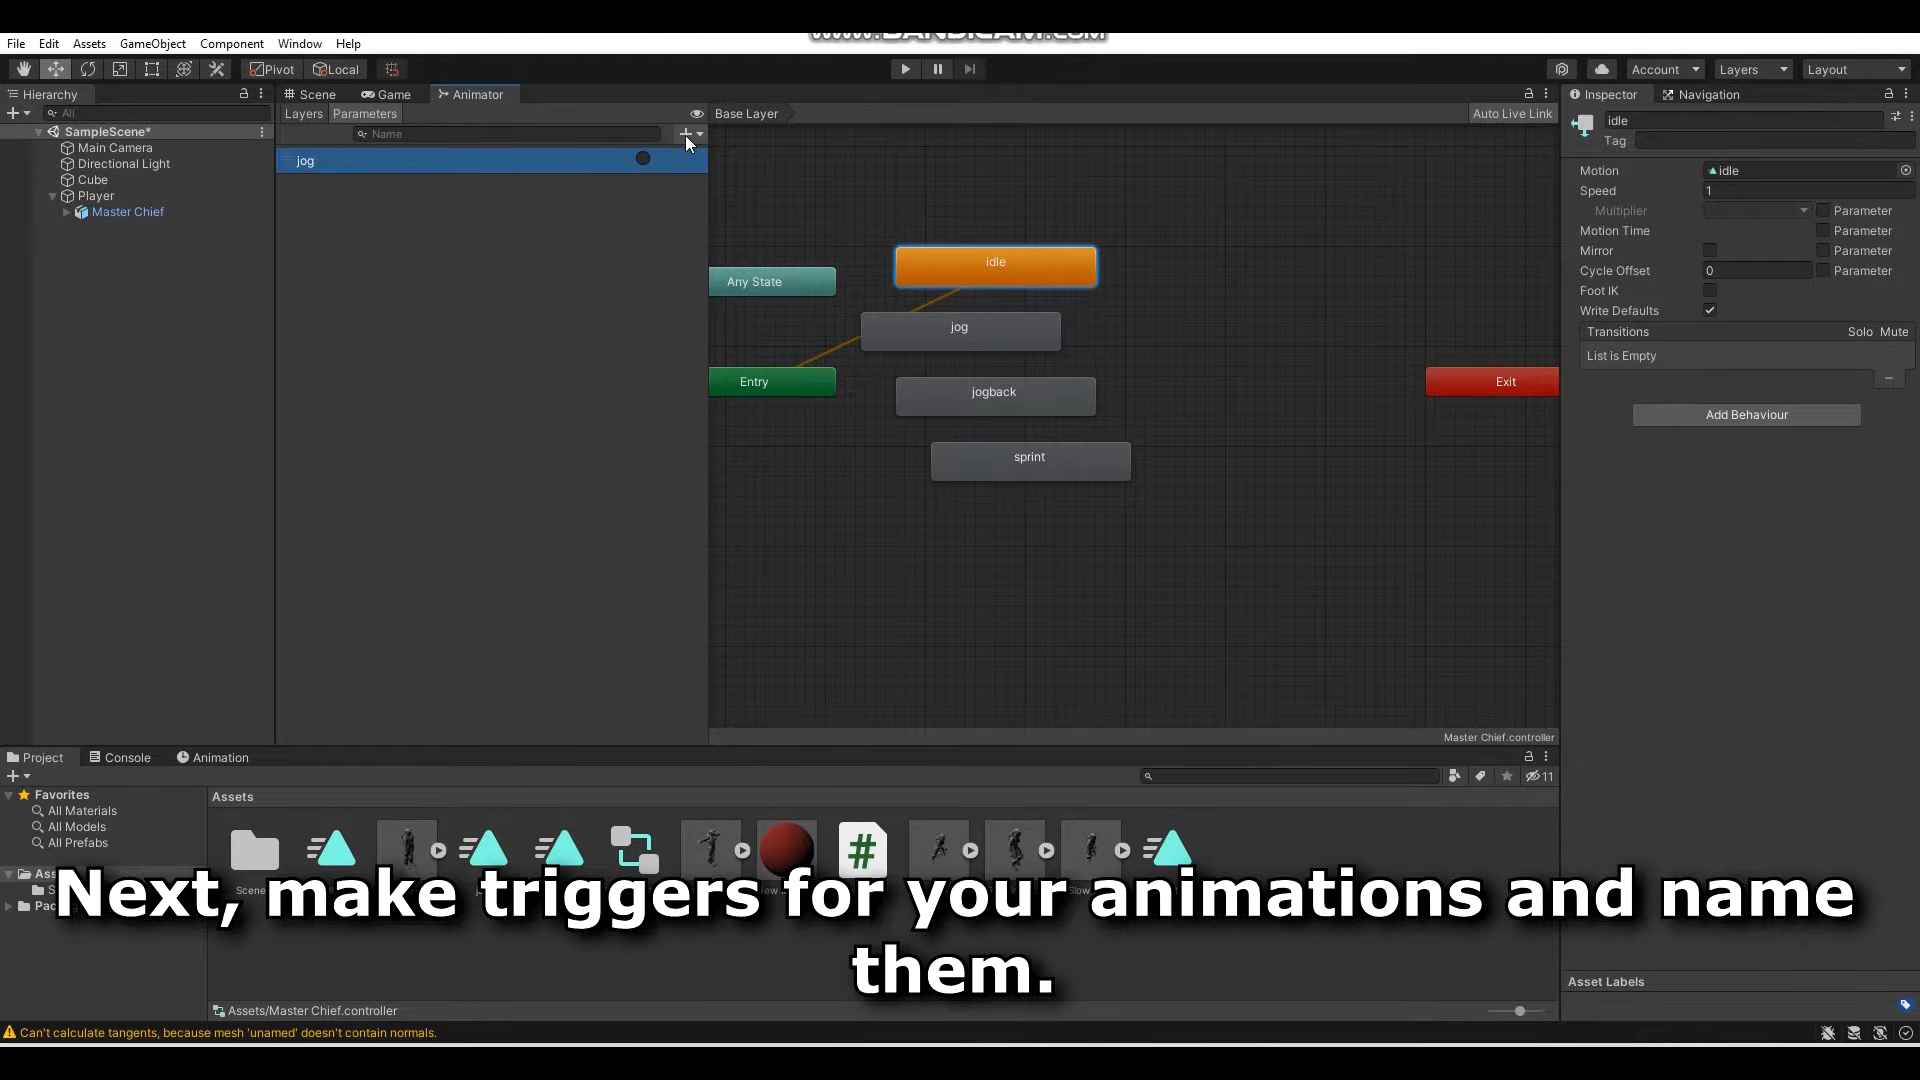 www.BANDICAM.com
File Edit Assets GameObject Component Window Help
Pivot Local Account Layers Layout
Hierarchy
All
SampleScene*
Main Camera
Directional Light
Cube
Player
Master Chief
Scene Game Animator
Layers Parameters
Name
jog
Base Layer Auto Live Link
idle
Any State
jog
Entry
jogback
sprint
Exit
Master Chief.controller
Inspector Navigation
idle
Tag
Motion idle
Speed 1
Multiplier Parameter
Motion Time Parameter
Mirror Parameter
Cycle Offset 0 Parameter
Foot IK
Write Defaults
Transitions Solo Mute
List is Empty
Add Behaviour
Asset Labels
Project Console Animation
11
Favorites
All Materials
All Models
All Prefabs
Assets
Next, make triggers for your animations and name
them.
Assets/Master Chief.controller
Can't calculate tangents, because mesh 'unamed' doesn't contain normals.